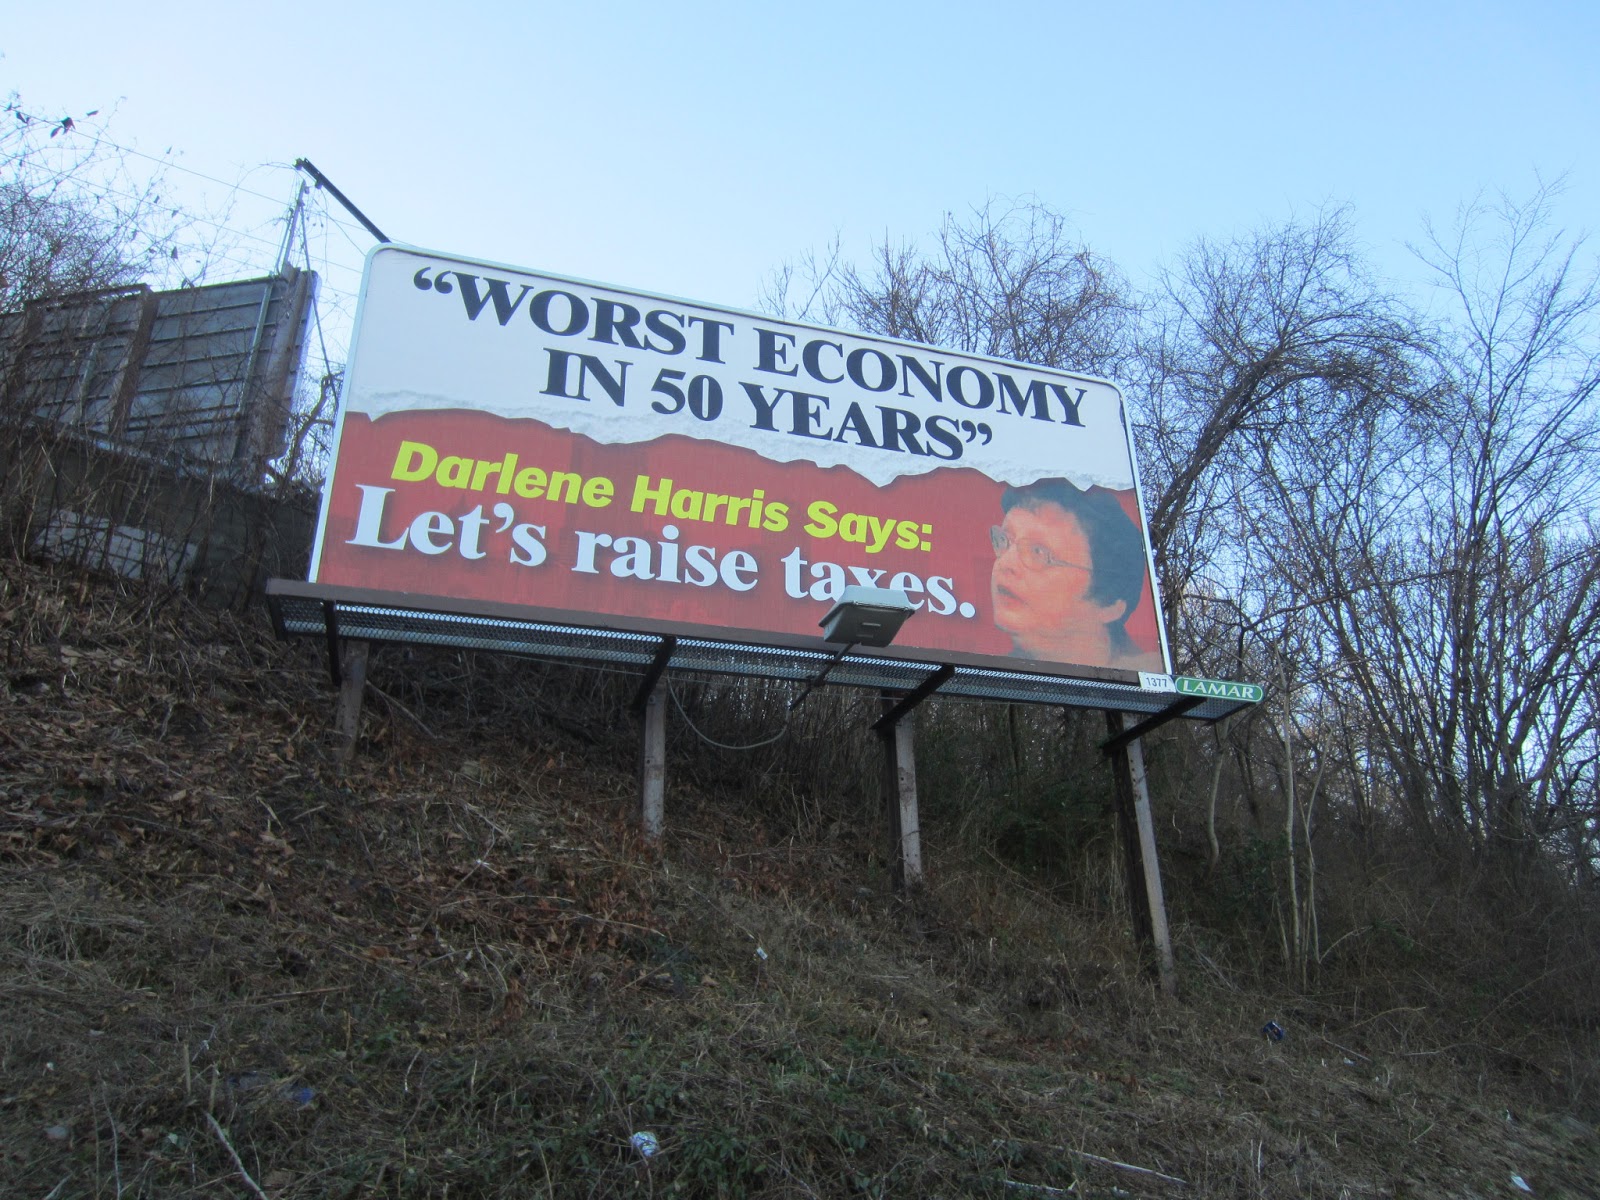 “WORST ECONOMY
IN 50 YEARS”
Darlene Harris Says:
Let’s raise taxes.
1377
LAMAR